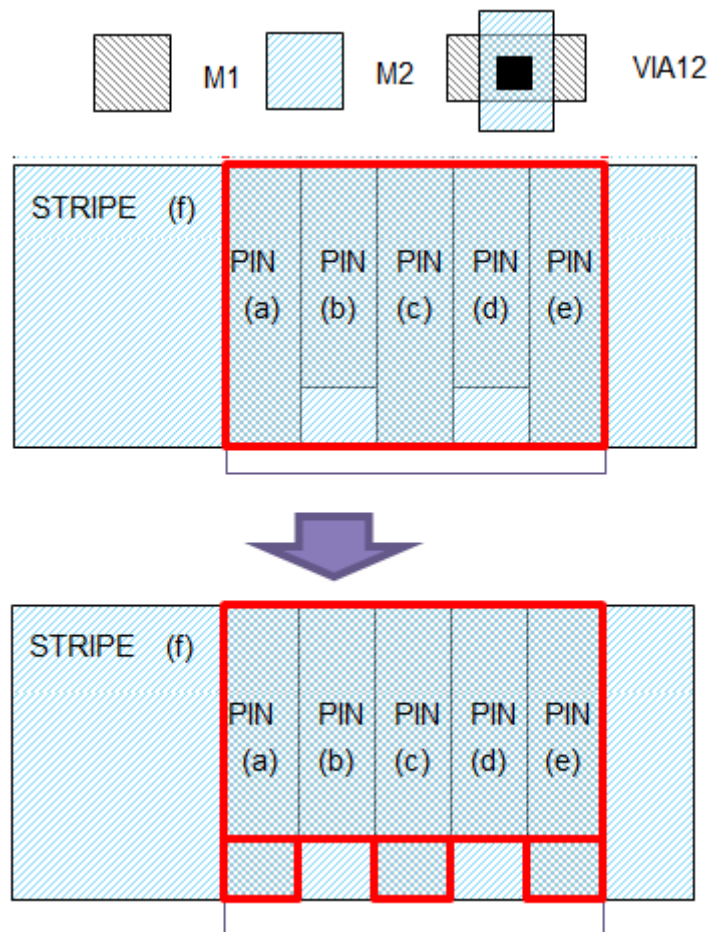 M1 M2 VIA12
STRIPE (f)
PIN PIN PIN PIN PIN
(a) (b) (c) (d) (e)
STRIPE (f)
PIN PIN PIN PIN PIN
(a) (b) (c) (d) (e)